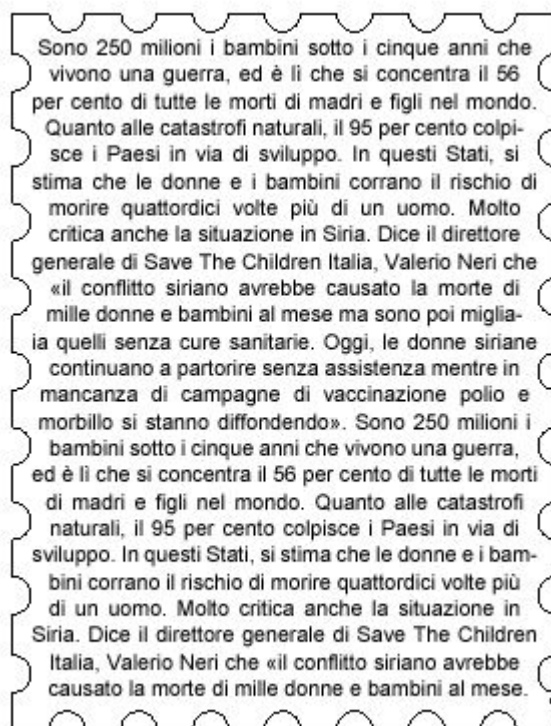 Sono 250 milioni i bambini sotto i cinque anni che
vivono una guerra, ed è lì che si concentra il 56
per cento di tutte le morti di madri e figli nel mondo.
Quanto alle catastrofi naturali, il 95 per cento colpi-
sce i Paesi in via di sviluppo. In questi Stati, si
stima che le donne e i bambini corrano il rischio di
morire quattordici volte più di un uomo. Molto
critica anche la situazione in Siria. Dice il direttore
generale di Save The Children Italia, Valerio Neri che
«il conflitto siriano avrebbe causato la morte di
mille donne e bambini al mese ma sono poi miglia-
ia quelli senza cure sanitarie. Oggi, le donne siriane
continuano a partorire senza assistenza mentre in
mancanza di campagne di vaccinazione polio e
morbillo si stanno diffondendo». Sono 250 milioni i
bambini sotto i cinque anni che vivono una guerra,
ed è lì che si concentra il 56 per cento di tutte le morti
di madri e figli nel mondo. Quanto alle catastrofi
naturali, il 95 per cento colpisce i Paesi in via di
sviluppo. In questi Stati, si stima che le donne e i bam-
bini corrano il rischio di morire quattordici volte più
di un uomo. Molto critica anche la situazione in
Siria. Dice il direttore generale di Save The Children
Italia, Valerio Neri che «il conflitto siriano avrebbe
causato la morte di mille donne e bambini al mese.